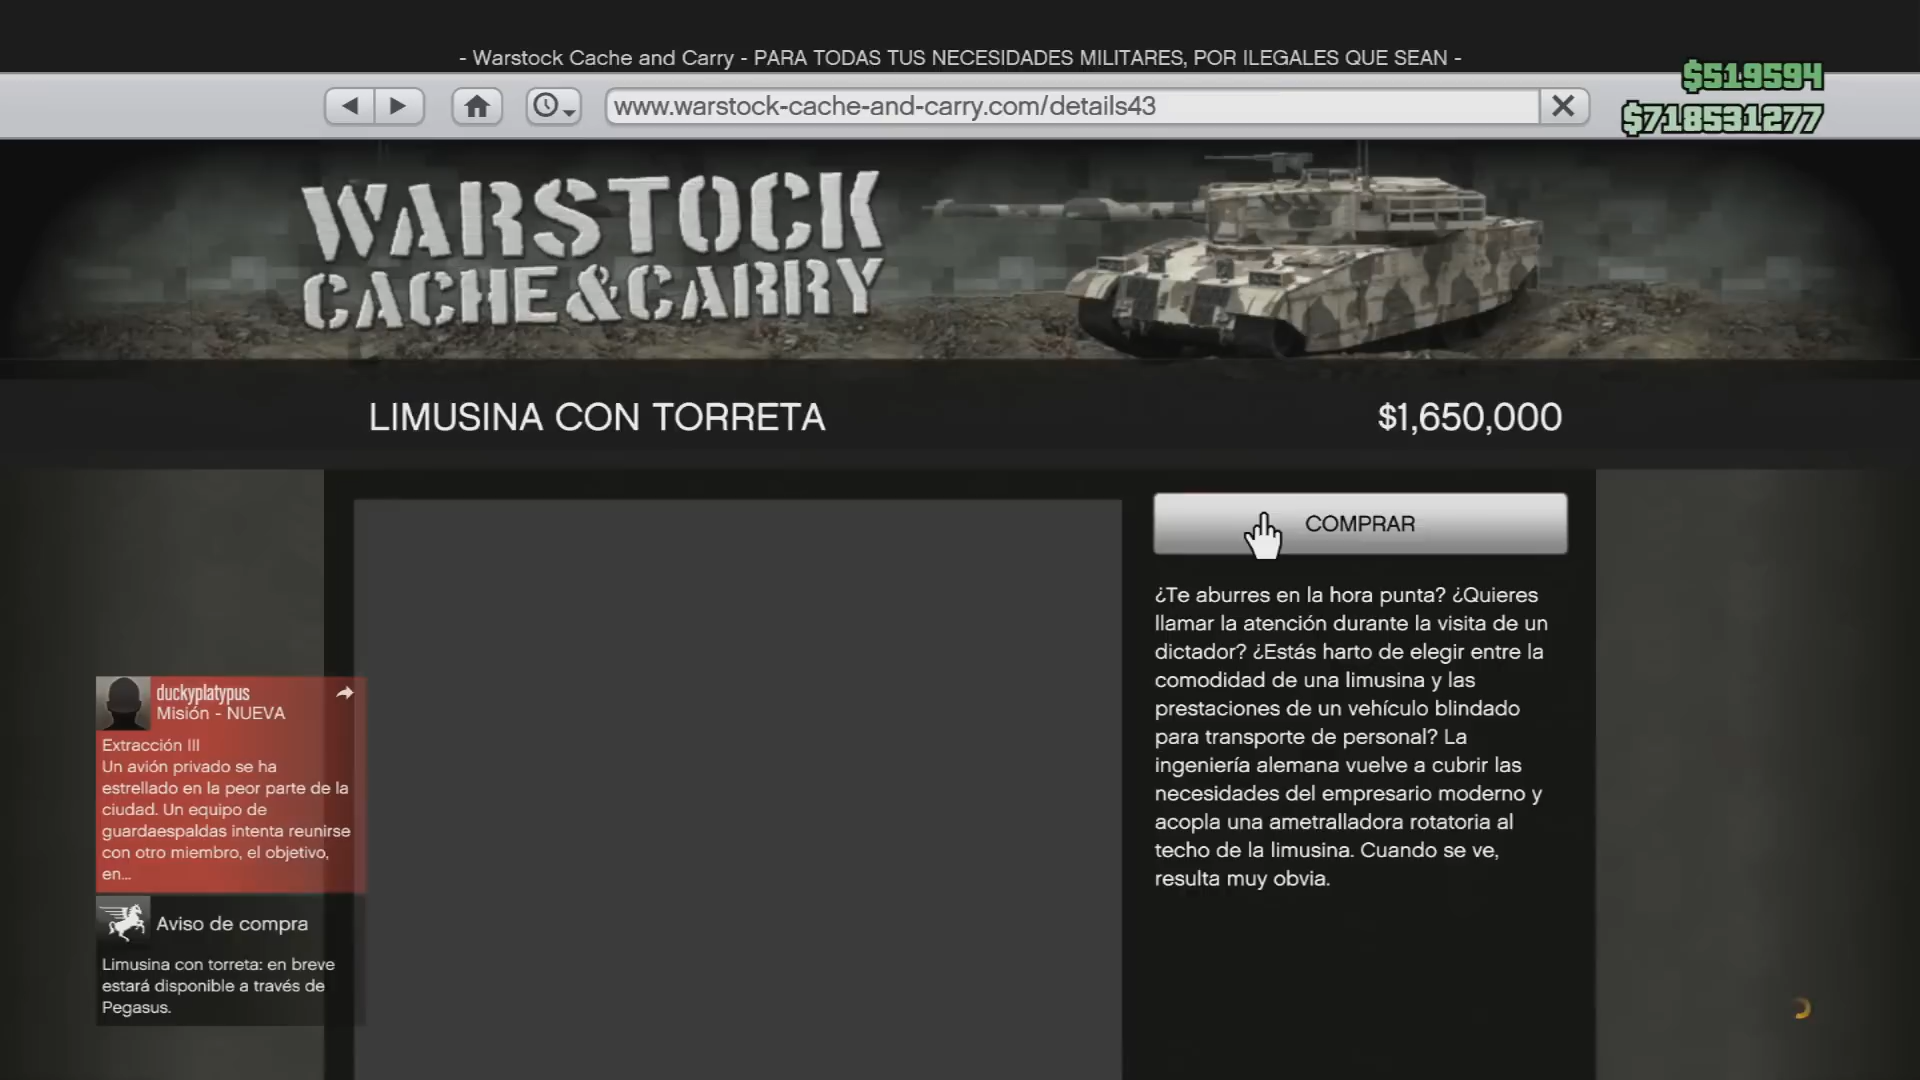 - Warstock Cache and Carry - PARA TODAS TUS NECESIDADES MILITARES, POR ILEGALES QUE SEAN -
$519594
www.warstock-cache-and-carry.com/details43
$718531277
WARSTOCK
CACHE&CARRY
LIMUSINA CON TORRETA
$1,650,000
COMPRAR
¿Te aburres en la hora punta? ¿Quieres
llamar la atención durante la visita de un
dictador? ¿Estás harto de elegir entre la
comodidad de una limusina y las
prestaciones de un vehículo blindado
para transporte de personal? La
ingeniería alemana vuelve a cubrir las
necesidades del empresario moderno y
acopla una ametralladora rotatoria al
techo de la limusina. Cuando se ve,
resulta muy obvia.
duckyplatypus
Misión - NUEVA
Extracción III
Un avión privado se ha
estrellado en la peor parte de la
ciudad. Un equipo de
guardaespaldas intenta reunirse
con otro miembro, el objetivo,
en...
Aviso de compra
Limusina con torreta: en breve
estará disponible a través de
Pegasus.